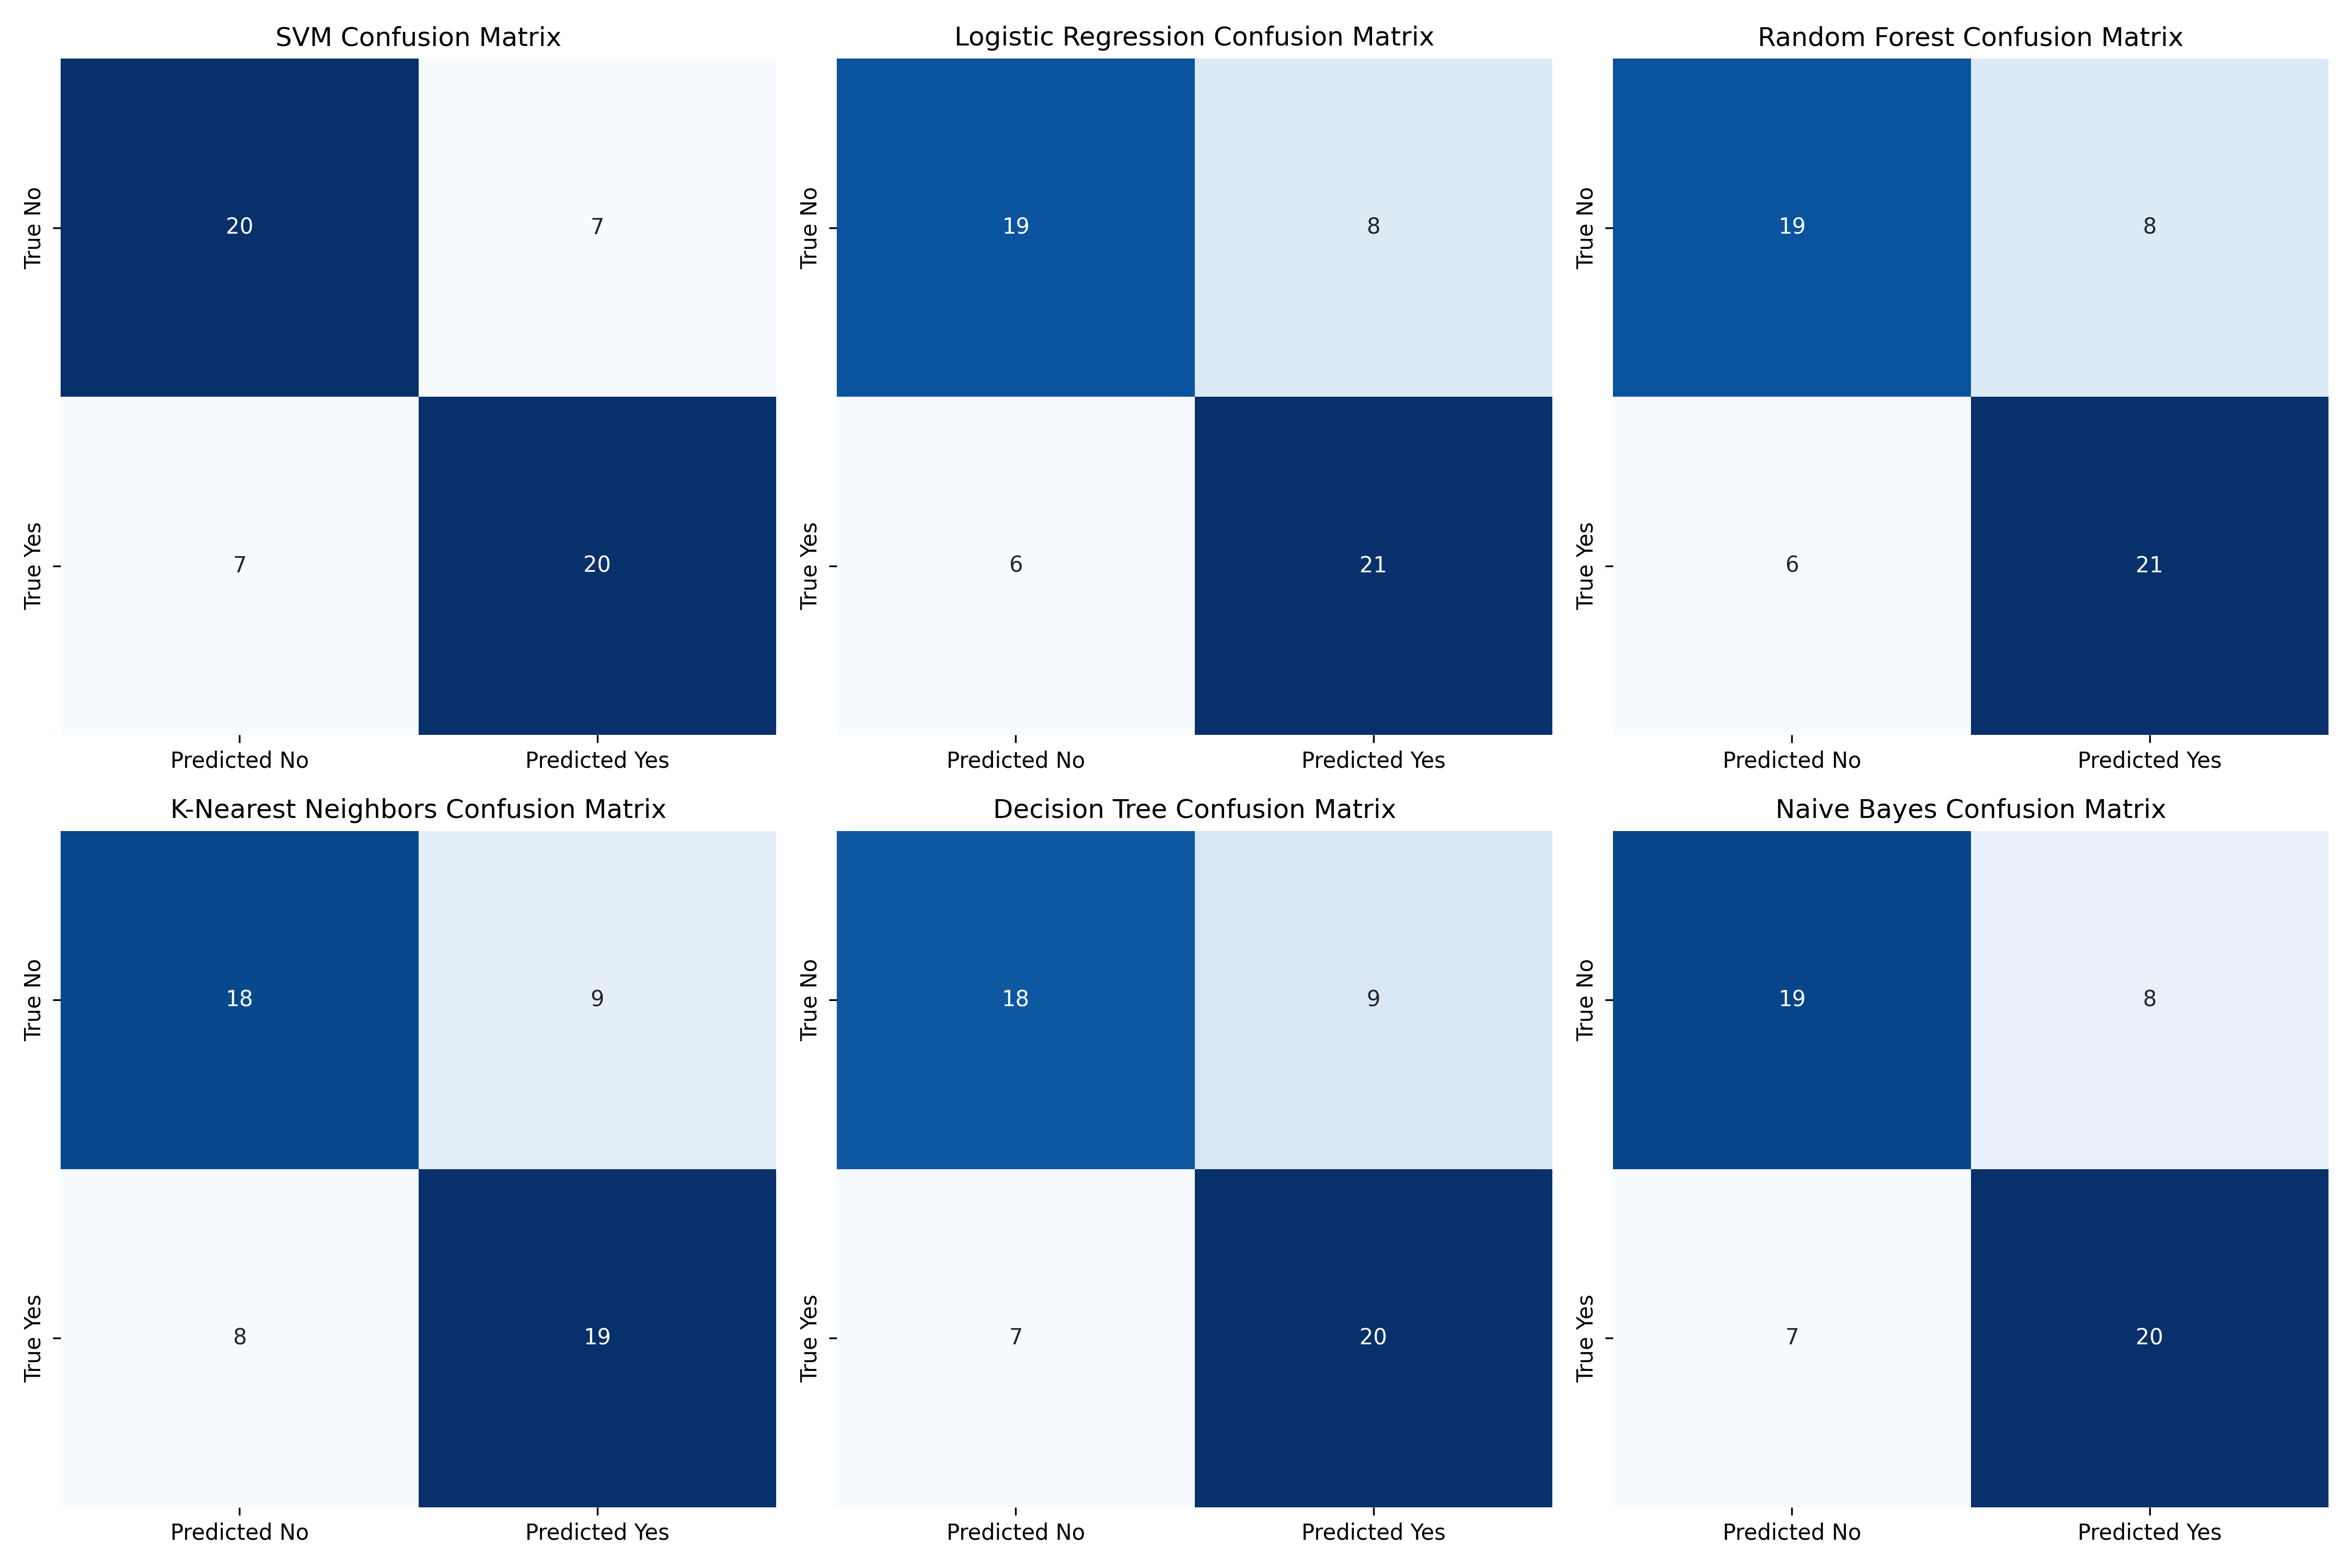 SVM Confusion Matrix
True No
20
7
True Yes
7
20
Predicted No
Predicted Yes
Logistic Regression Confusion Matrix
True No
19
8
True Yes
6
21
Predicted No
Predicted Yes
Random Forest Confusion Matrix
True No
19
8
True Yes
6
21
Predicted No
Predicted Yes
K-Nearest Neighbors Confusion Matrix
True No
18
9
True Yes
8
19
Predicted No
Predicted Yes
Decision Tree Confusion Matrix
True No
18
9
True Yes
7
20
Predicted No
Predicted Yes
Naive Bayes Confusion Matrix
True No
19
8
True Yes
7
20
Predicted No
Predicted Yes